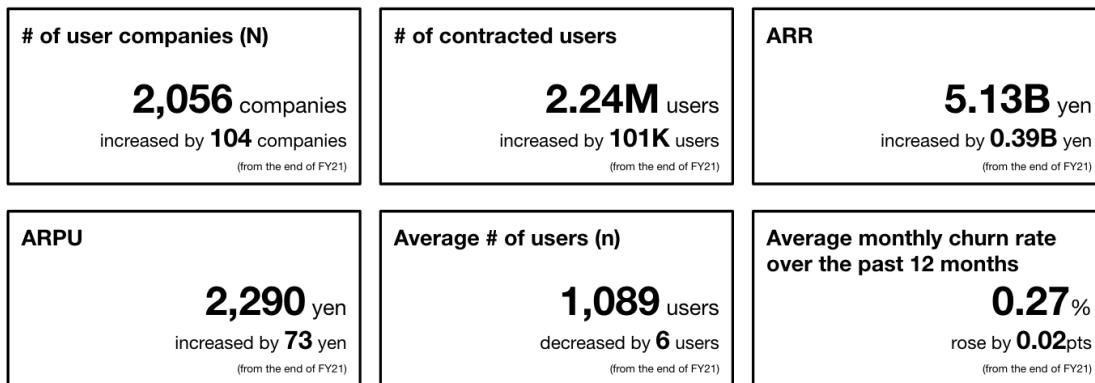 # of user companies (N)
2,056 companies
increased by 104 companies
(from the end of FY21)
# of contracted users
2.24M users
increased by 101K users
(from the end of FY21)
ARR
5.13B yen
increased by 0.39B yen
(from the end of FY21)
ARPU
2,290 yen
increased by 73 yen
(from the end of FY21)
Average # of users (n)
1,089 users
decreased by 6 users
(from the end of FY21)
Average monthly churn rate
over the past 12 months
0.27%
rose by 0.02pts
(from the end of FY21)